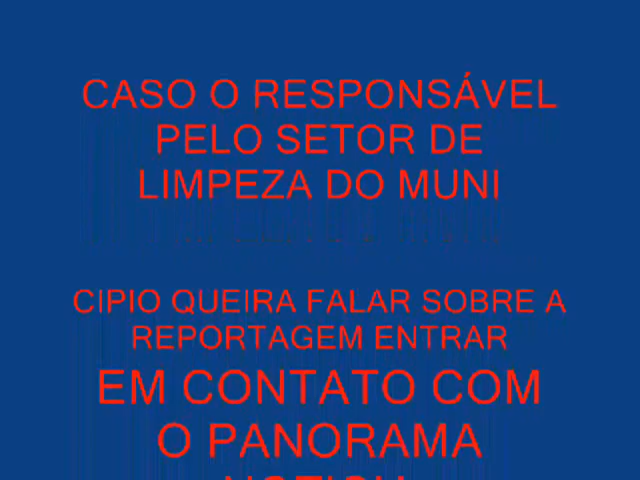 CASO O RESPONSÁVEL
PELO SETOR DE
LIMPEZA DO MUNI
CIPIO QUEIRA FALAR SOBRE A
REPORTAGEM ENTRAR
EM CONTATO COM
O PANORAMA